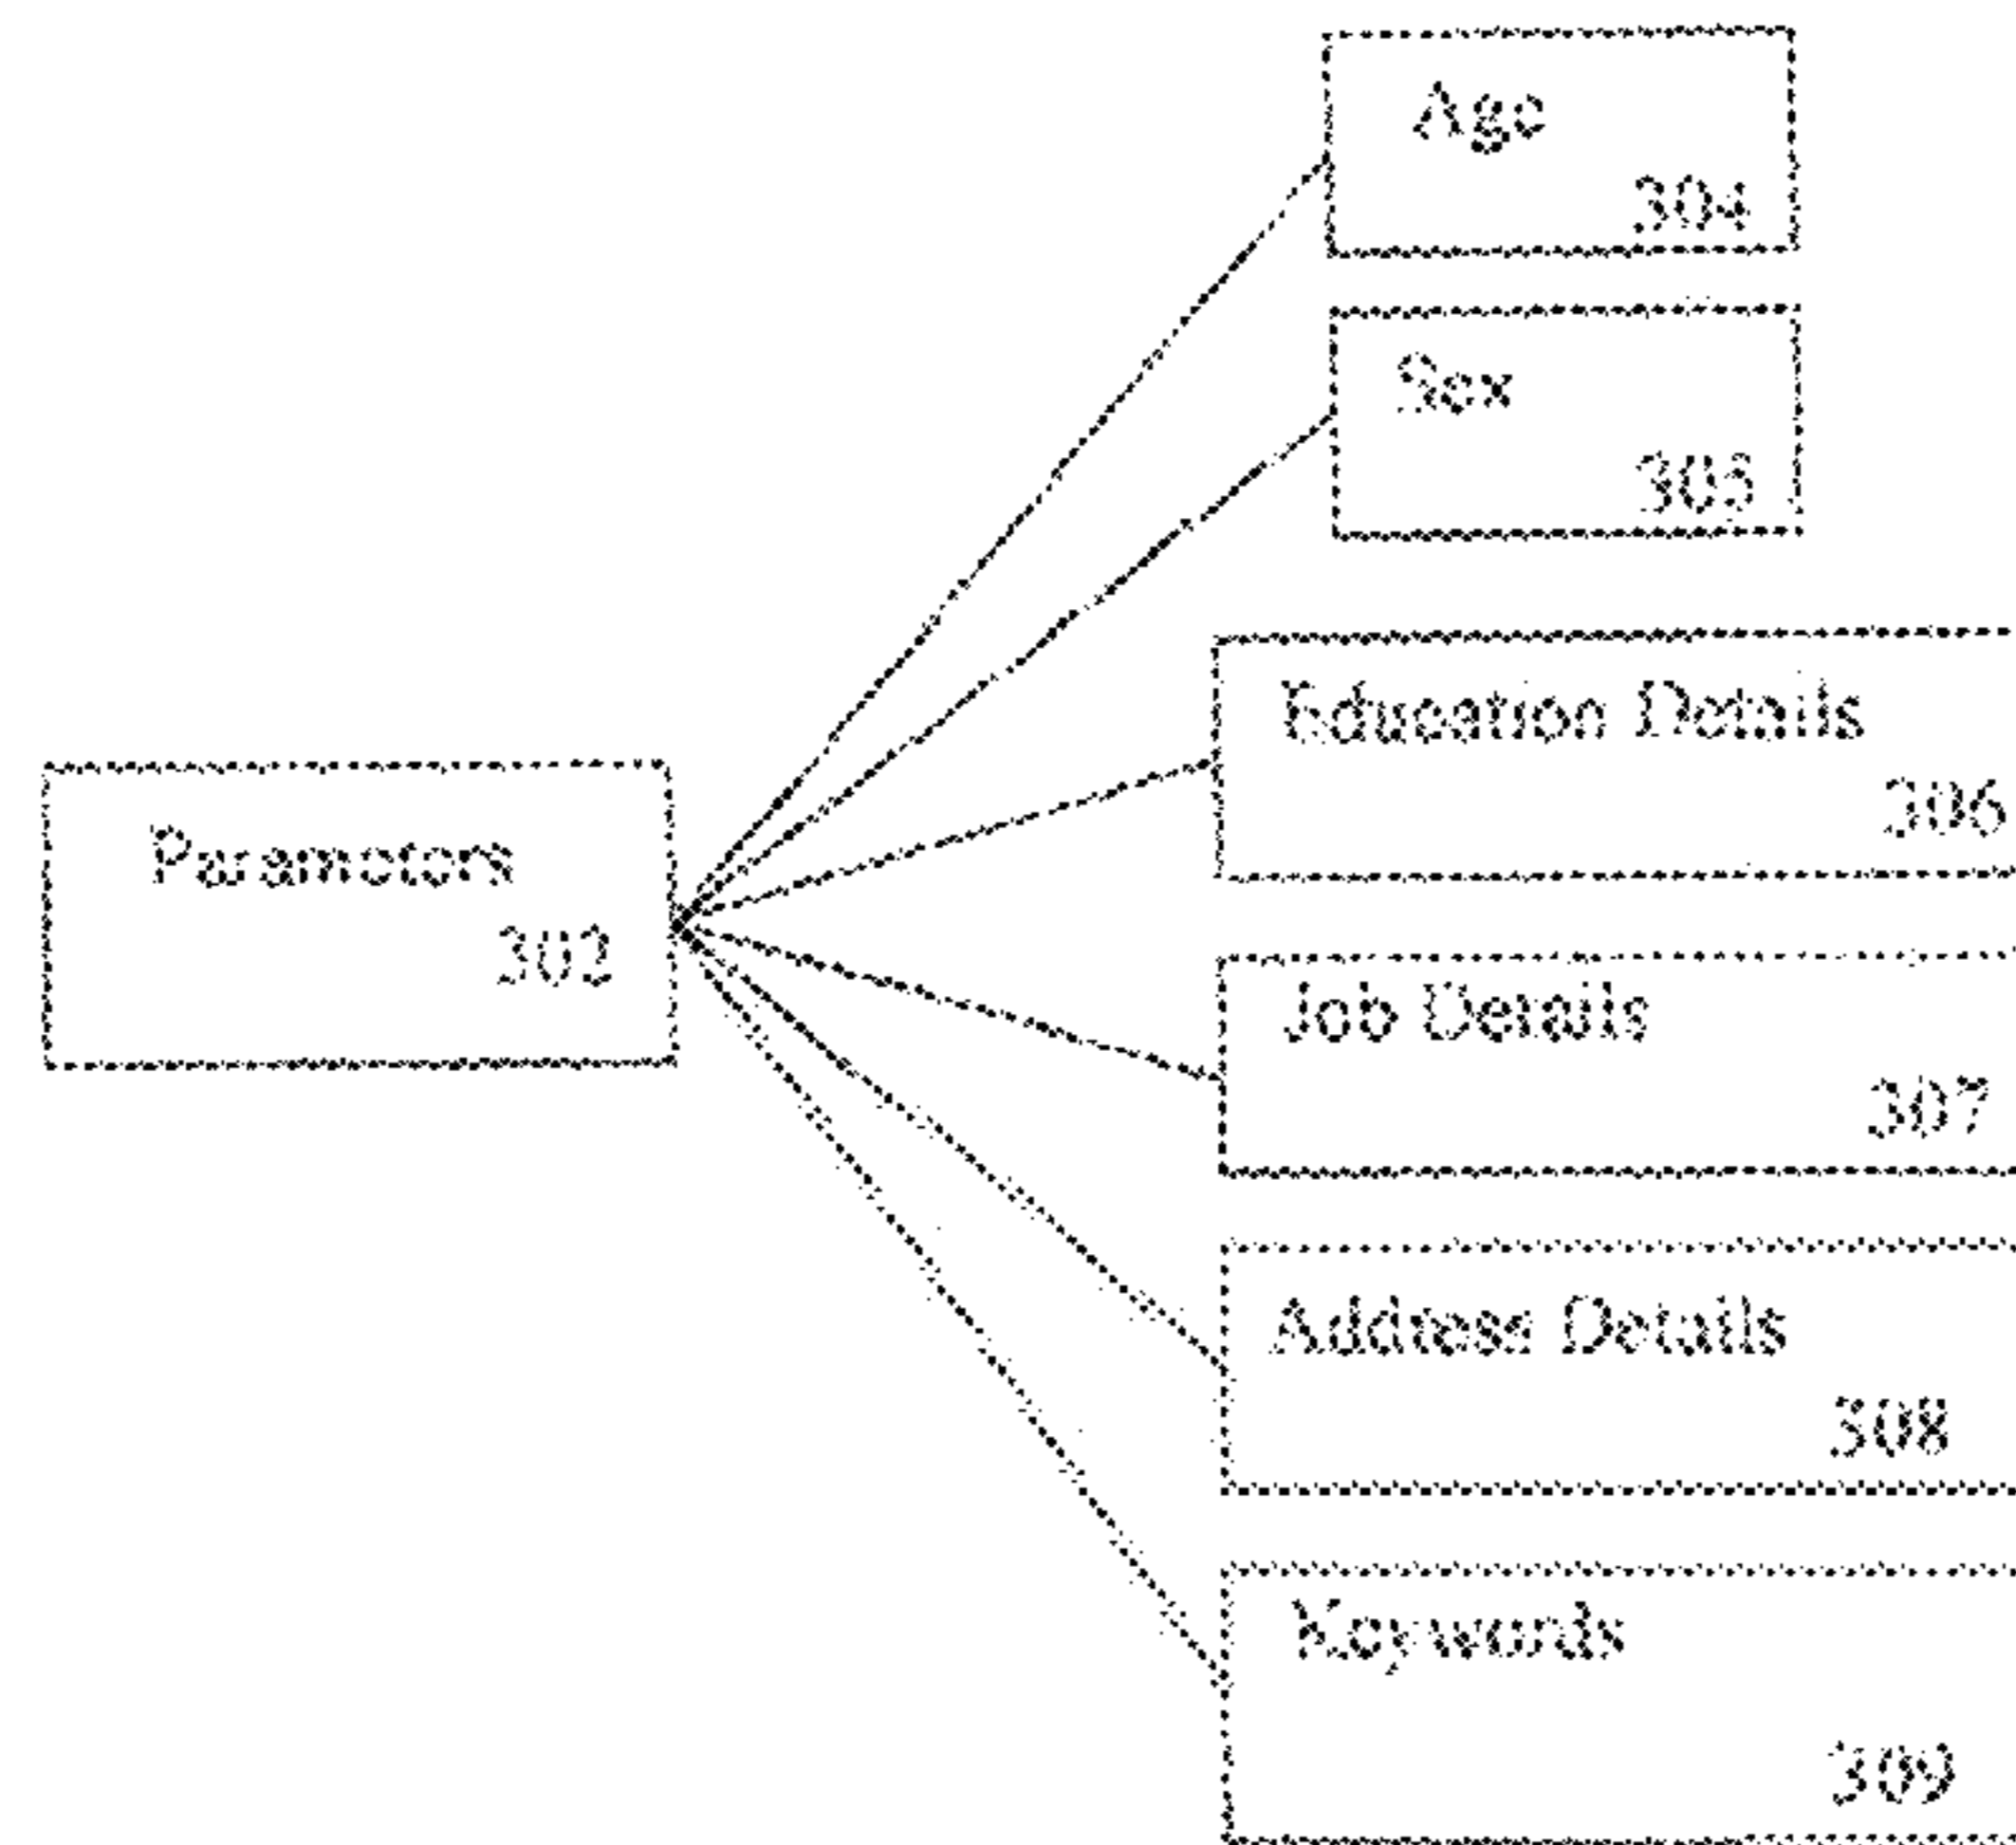 Age
304
Sex
305
Education Details
306
Parameters
302
Job Details
307
Address Details
308
Keywords
309